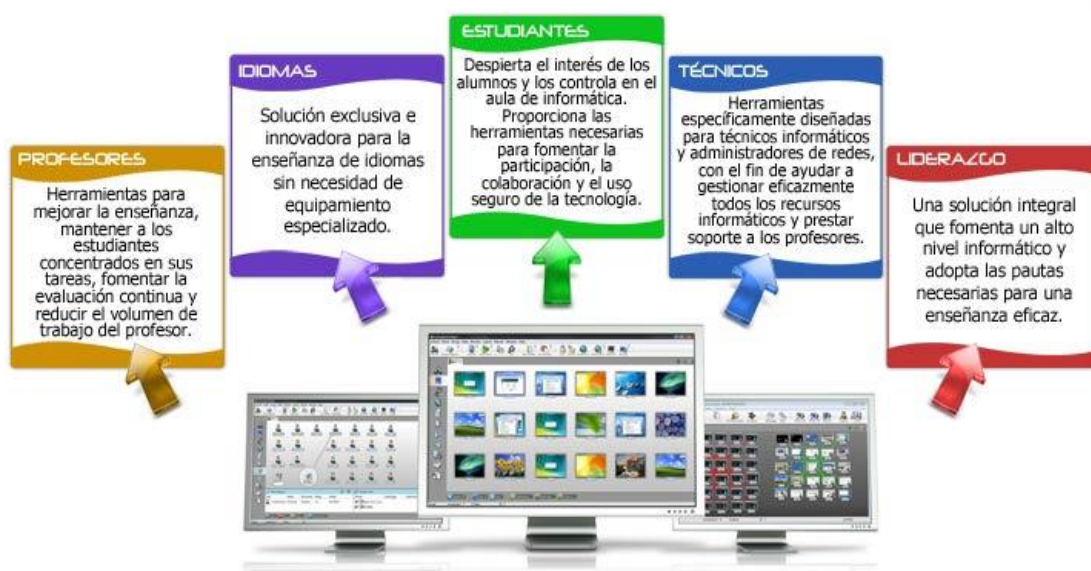 PROFESORES
Herramientas para
mejorar la enseñanza,
mantener a los
estudiantes
concentrados en sus
tareas, fomentar la
evaluación continua y
reducir el volumen de
trabajo del profesor.
IDIOMAS
Solución exclusiva e
innovadora para la
enseñanza de idiomas
sin necesidad de
equipamiento
especializado.
ESTUDIANTES
Despierta el interés de los
alumnos y los controla en el
aula de informática.
Proporciona las
herramientas necesarias
para fomentar la
participación, la
colaboración y el uso
seguro de la tecnología.
TÉCNICOS
Herramientas
específicamente diseñadas
para técnicos informáticos
y administradores de redes,
con el fin de ayudar a
gestionar eficazmente
todos los recursos
informáticos y prestar
soporte a los profesores.
LIDERAZGO
Una solución integral
que fomenta un alto
nivel informático y
adopta las pautas
necesarias para una
enseñanza eficaz.